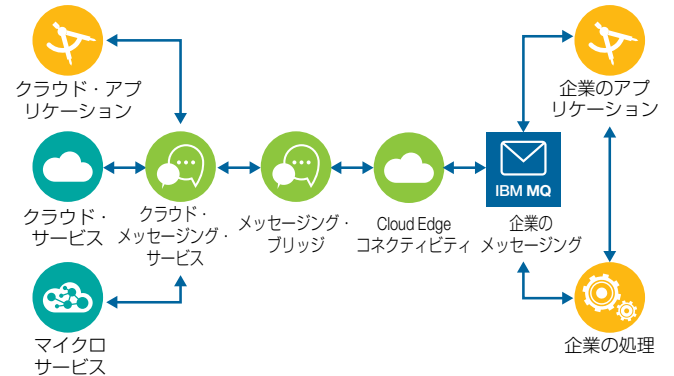 クラウド・アプ
リケーション
企業のアプ
リケーション
IBM MQ
クラウド・
サービス
クラウド・
メッセージング・
サービス
メッセージング・
ブリッジ
Cloud Edge
コネクティビティ
企業の
メッセージング
マイクロ
サービス
企業の処理